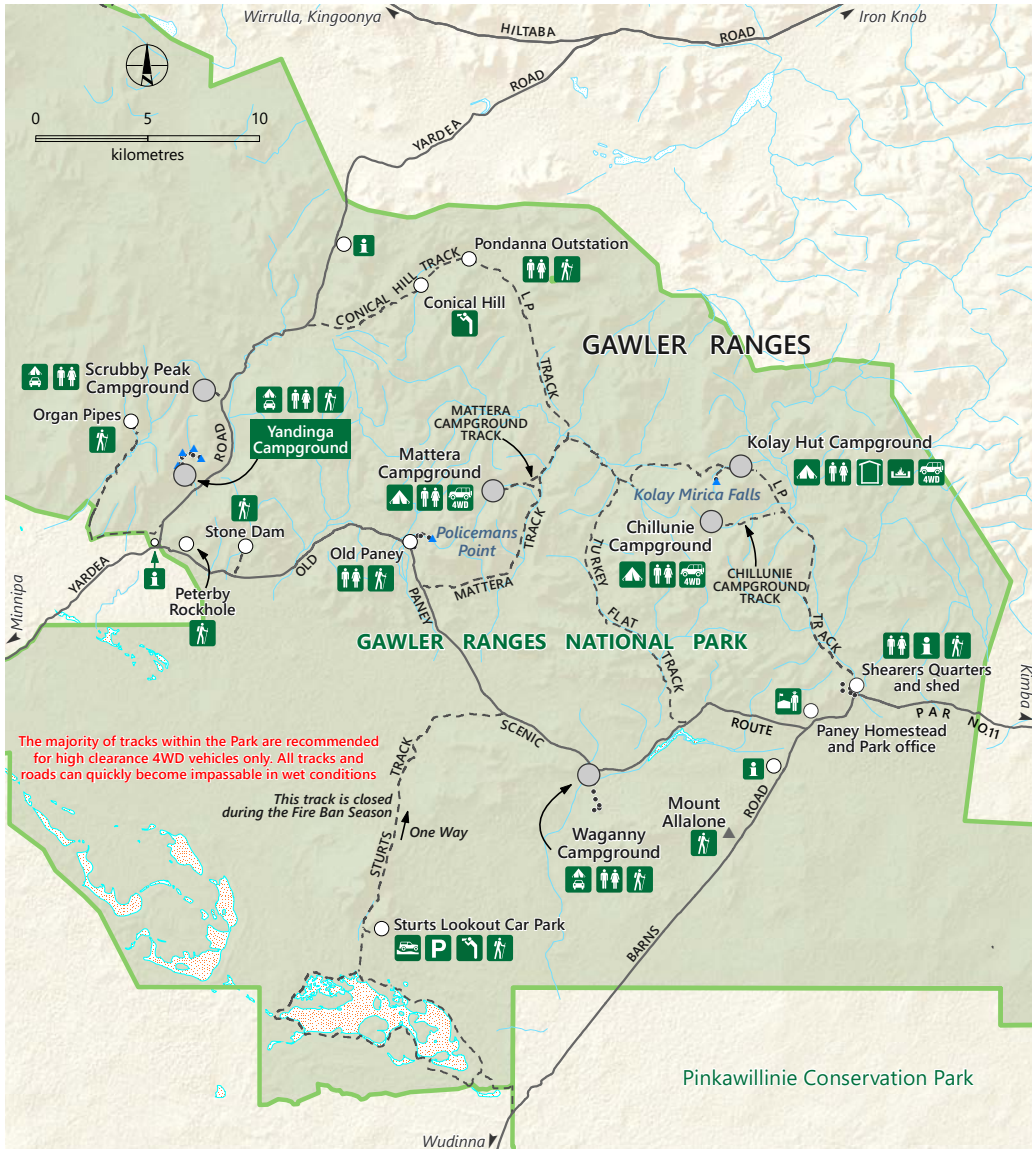 Wirrulla, Kingoonya
Iron Knob
HILTABA
ROAD
ROAD
YARDEA
0 5 10
kilometres
Pondanna Outstation
CONICAL HILL TRACK
Conical Hill
LP
TRACK
GAWLER RANGES
Scrubby Peak
Campground
Organ Pipes
ROAD
Yandinga
Campground
MATTERA
CAMPGROUND
TRACK
Mattera
Campground
4WD
Kolay Hut Campground
4WD
Kolay Mirica Falls
LP
Chillunie
Campground
4WD
CHILLUNIE
CAMPGROUND
TRACK
Stone Dam
OLD
Old Paney
Policemans
Point
TRACK
MATTERA
TURKEY
FLAT
TRACK
TRACK
YARDEA
Minnipa
i
i
Peterby
Rockhole
PANEY
GAWLER RANGES NATIONAL PARK
i
Shearers Quarters
and shed
Kimba
PAR NO.11
SCENIC
ROUTE
Paney Homestead
and Park office
The majority of tracks within the Park are recommended
for high clearance 4WD vehicles only. All tracks and
roads can quickly become impassable in wet conditions
TRACK
This track is closed
during the Fire Ban Season
One Way
STURTS
i
ROAD
Mount
Allalone
Waganny
Campground
Sturts Lookout Car Park
P
BARNS
Pinkawillinie Conservation Park
Wudinna